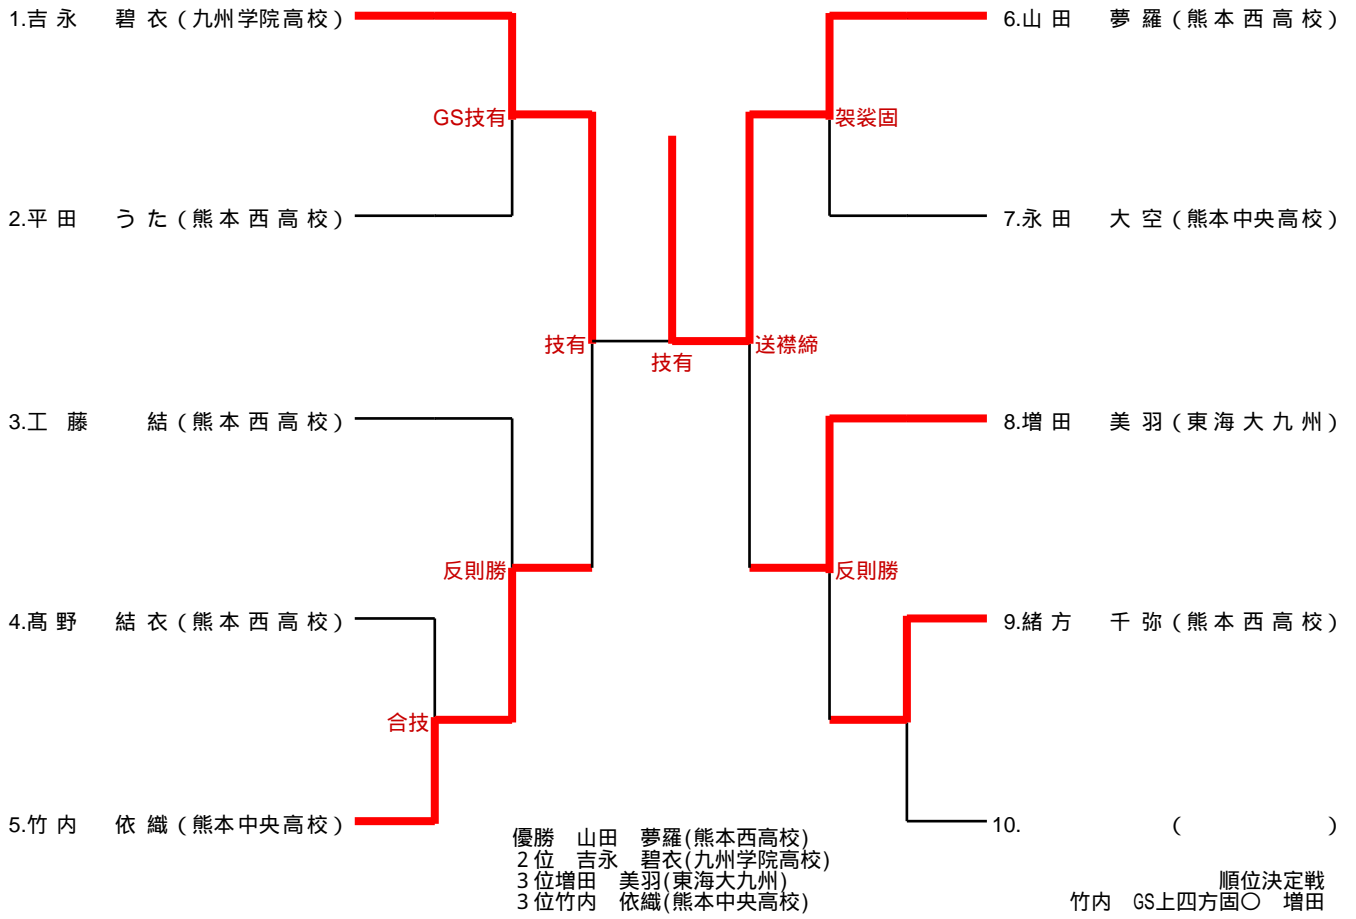 1.吉永 碧衣(九州学院高校)
6.山田 夢羅(熊本西高校)
GS技有
袈裟固
2.平田 うた(熊本西高校)
7.永田 大空(熊本中央高校)
技有
技有
送襟締
3.工藤 結(熊本西高校)
8.増田 美羽(東海大九州)
反則勝
反則勝
4.髙野 結衣(熊本西高校)
9.緒方 千弥(熊本西高校)
合技
5.竹内 依織(熊本中央高校)
10. ( )
優勝 山田 夢羅(熊本西高校)
2位 吉永 碧衣(九州学院高校)
3位増田 美羽(東海大九州)
3位竹内 依織(熊本中央高校)
順位決定戦
竹内 GS上四方固〇 増田